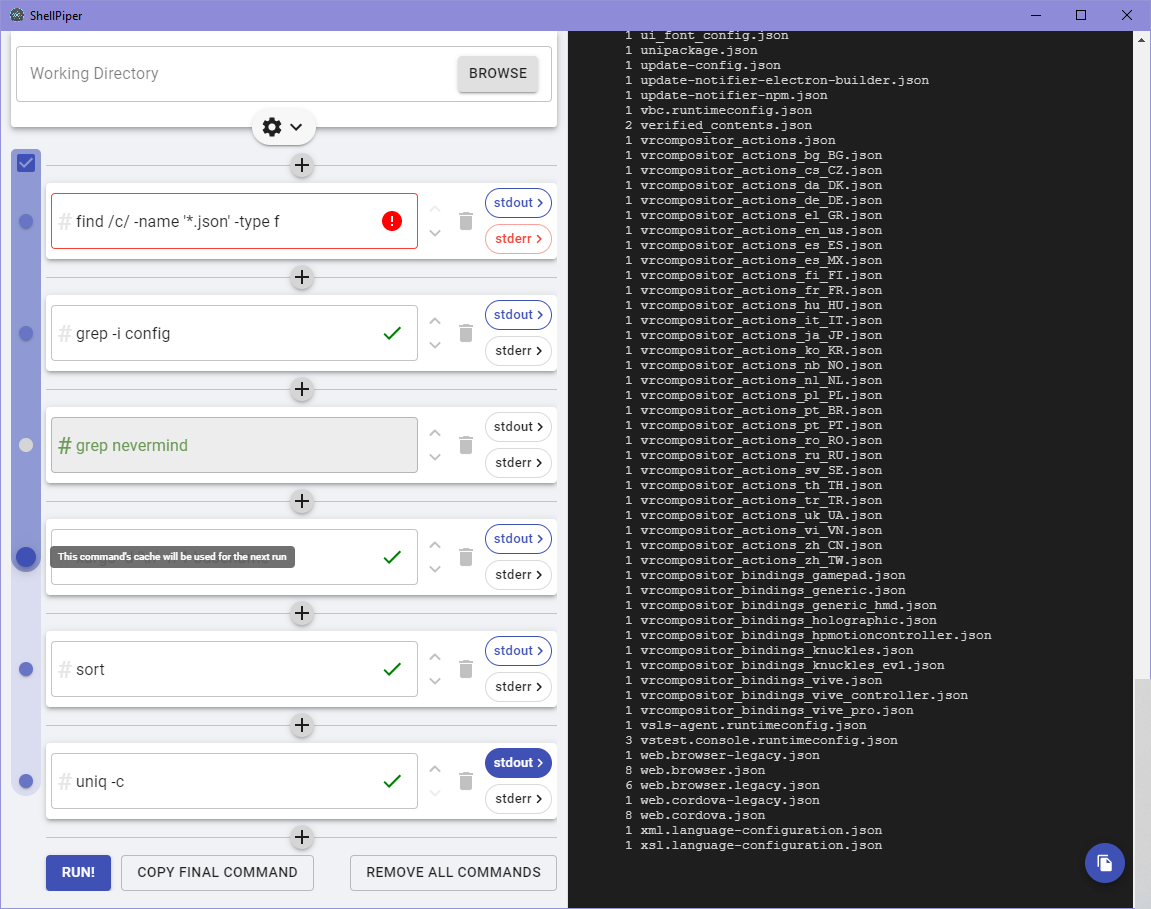 ShellPiper
Working Directory
BROWSE
# find /c/ -name '*.json' -type f
stdout >
stderr >
# grep -i config
stdout >
stderr >
# grep nevermind
stdout >
stderr >
This command's cache will be used for the next run
stdout >
stderr >
# sort
stdout >
stderr >
# uniq -c
stdout >
stderr >
RUN!
COPY FINAL COMMAND
REMOVE ALL COMMANDS
1 ui_font_config.json
1 unipackage.json
1 update-config.json
1 update-notifier-electron-builder.json
1 update-notifier-npm.json
1 vbc.runtimeconfig.json
2 verified_contents.json
1 vrcompositor_actions.json
1 vrcompositor_actions_bg_BG.json
1 vrcompositor_actions_cs_CZ.json
1 vrcompositor_actions_da_DK.json
1 vrcompositor_actions_de_DE.json
1 vrcompositor_actions_el_GR.json
1 vrcompositor_actions_en_us.json
1 vrcompositor_actions_es_ES.json
1 vrcompositor_actions_es_MX.json
1 vrcompositor_actions_fi_FI.json
1 vrcompositor_actions_fr_FR.json
1 vrcompositor_actions_hu_HU.json
1 vrcompositor_actions_it_IT.json
1 vrcompositor_actions_ja_JP.json
1 vrcompositor_actions_ko_KR.json
1 vrcompositor_actions_nb_NO.json
1 vrcompositor_actions_nl_NL.json
1 vrcompositor_actions_pl_PL.json
1 vrcompositor_actions_pt_BR.json
1 vrcompositor_actions_pt_PT.json
1 vrcompositor_actions_ro_RO.json
1 vrcompositor_actions_ru_RU.json
1 vrcompositor_actions_sv_SE.json
1 vrcompositor_actions_th_TH.json
1 vrcompositor_actions_tr_TR.json
1 vrcompositor_actions_uk_UA.json
1 vrcompositor_actions_vi_VN.json
1 vrcompositor_actions_zh_CN.json
1 vrcompositor_actions_zh_TW.json
1 vrcompositor_bindings_gamepad.json
1 vrcompositor_bindings_generic.json
1 vrcompositor_bindings_generic_hmd.json
1 vrcompositor_bindings_holographic.json
1 vrcompositor_bindings_hpmotioncontroller.json
1 vrcompositor_bindings_knuckles.json
1 vrcompositor_bindings_knuckles_ev1.json
1 vrcompositor_bindings_vive.json
1 vrcompositor_bindings_vive_controller.json
1 vrcompositor_bindings_vive_pro.json
1 vsls-agent.runtimeconfig.json
3 vstest.console.runtimeconfig.json
1 web.browser-legacy.json
8 web.browser.json
6 web.browser.legacy.json
1 web.cordova-legacy.json
8 web.cordova.json
1 xml.language-configuration.json
1 xsl.language-configuration.json